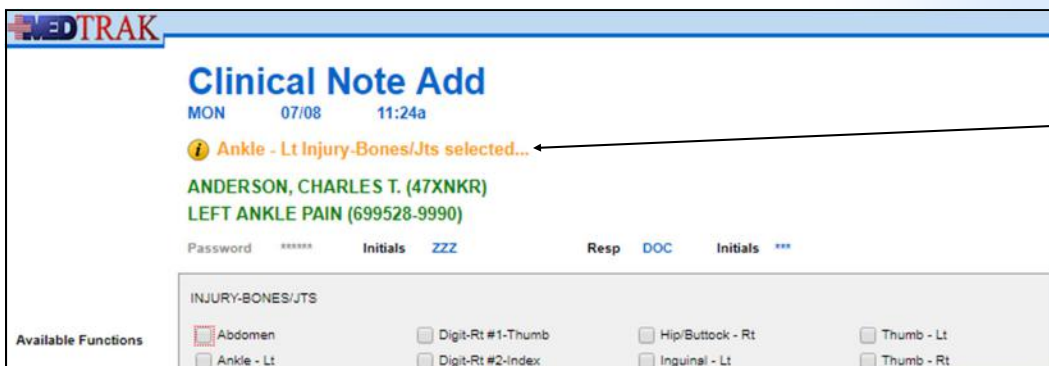 MEDTRAK
Clinical Note Add
MON 07/08 11:24a
i Ankle - Lt Injury-Bones/Jts selected...
ANDERSON, CHARLES T. (47XNKR)
LEFT ANKLE PAIN (699528-9990)
Password ****** Initials ZZZ Resp DOC Initials ***
INJURY-BONES/JTS
Available Functions
Abdomen Digit-Rt #1-Thumb Hip/Buttock - Rt Thumb - Lt
Ankle - Lt Digit-Rt #2-Index Inguinal - Lt Thumb - Rt